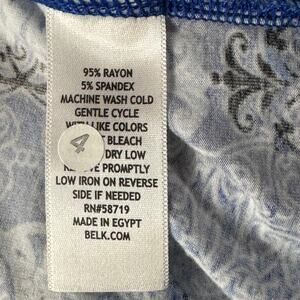 95% RAYON
5% SPANDEX
MACHINE WASH COLD
GENTLE CYCLE
LIKE COLORS
BLEACH
4
DRY LOW
PROMPTLY
LOW IRON ON REVERSE
SIDE IF NEEDED
RN#58719
MADE IN EGYPT
BELK.COM